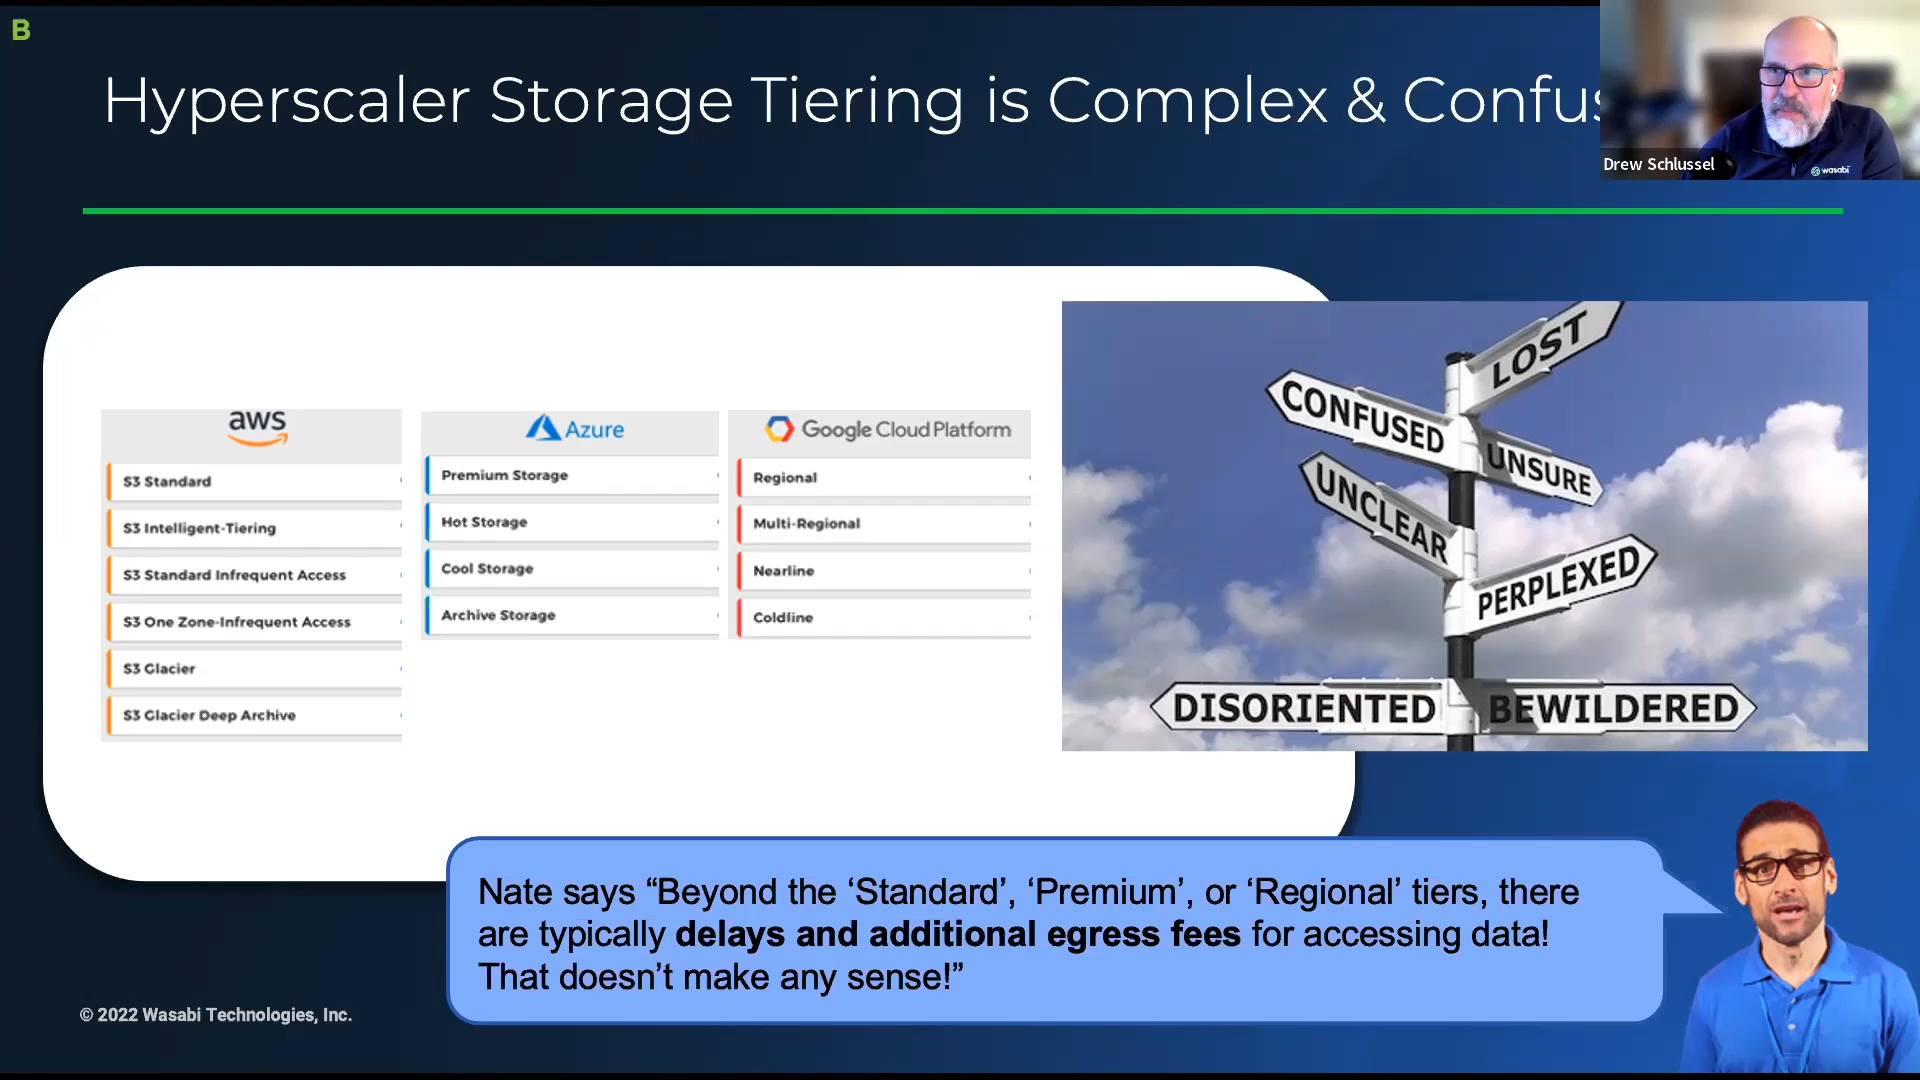 B
Hyperscaler Storage Tiering is Complex & Confus
Drew Schlussel
wasabi
aws
S3 Standard
S3 Intelligent-Tiering
S3 Standard Infrequent Access
S3 One Zone-Infrequent Access
S3 Glacier
S3 Glacier Deep Archive
Azure
Premium Storage
Hot Storage
Cool Storage
Archive Storage
Google Cloud Platform
Regional
Multi-Regional
Nearline
Coldline
LOST
CONFUSED
UNSURE
UNCLEAR
PERPLEXED
DISORIENTED
BEWILDERED
Nate says “Beyond the ‘Standard’, ‘Premium’, or ‘Regional’ tiers, there
are typically delays and additional egress fees for accessing data!
That doesn’t make any sense!”
© 2022 Wasabi Technologies, Inc.